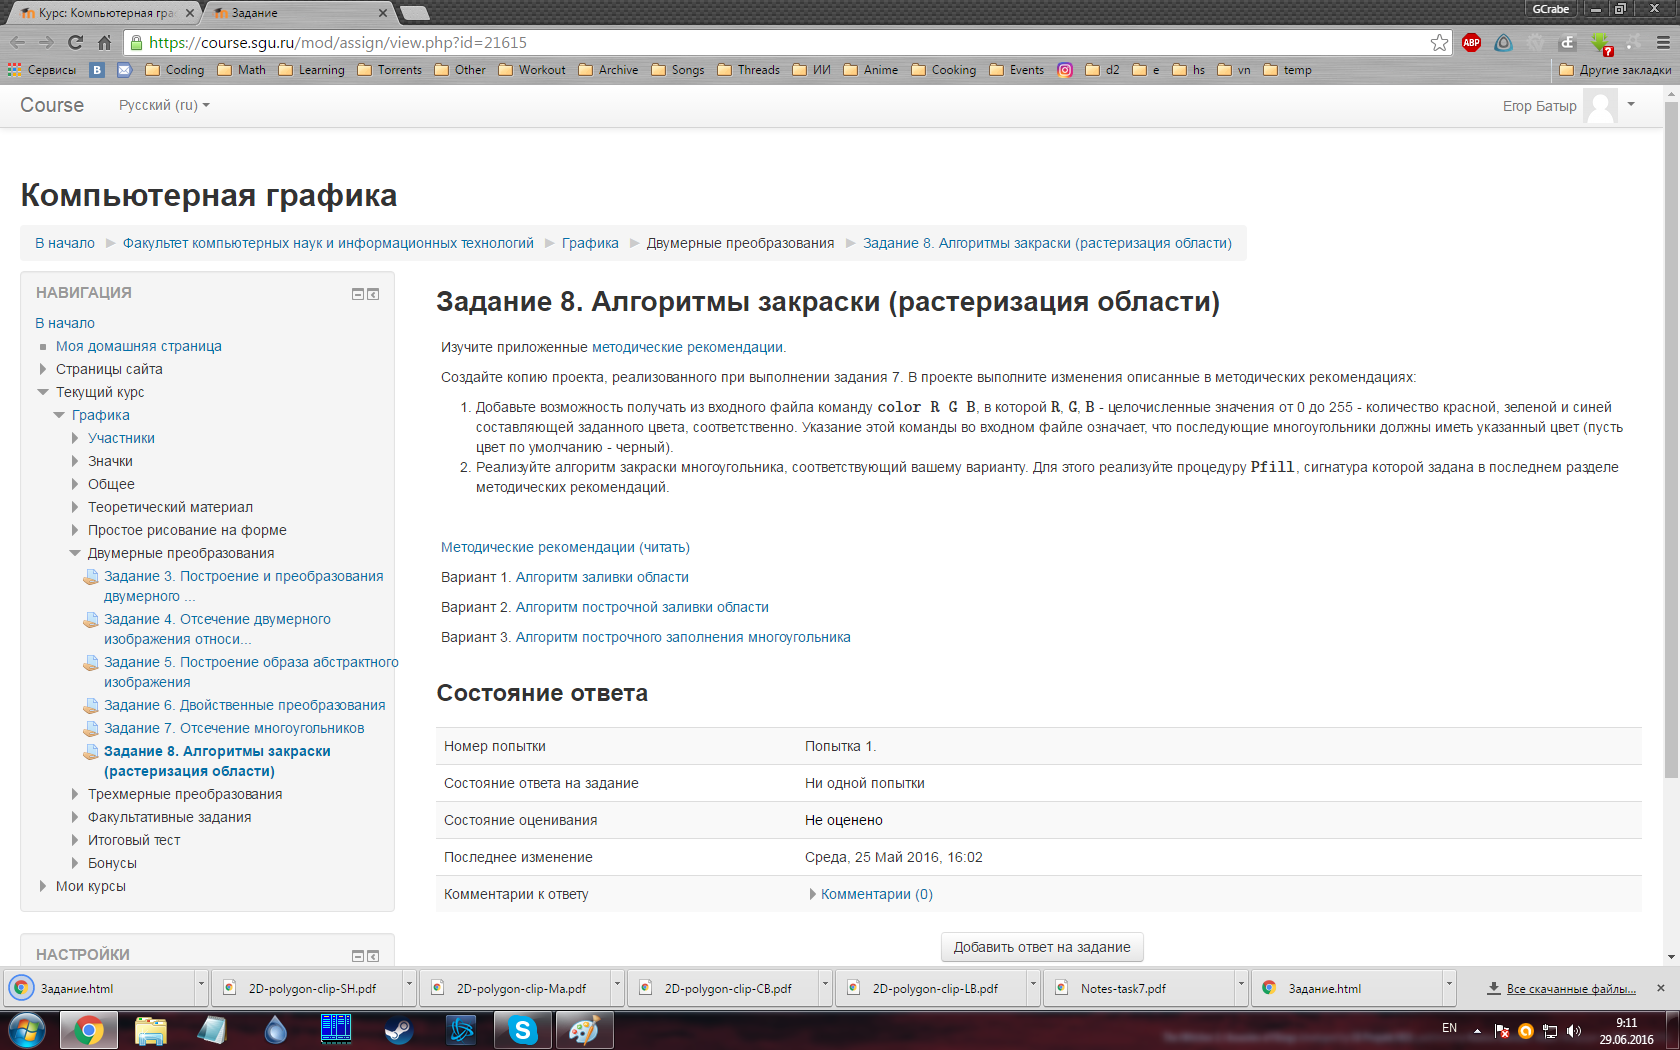 Курс: Компьютерная гра
Задание
GCrabe
https://course.sgu.ru/mod/assign/view.php?id=21615
ABP
Сервисы
Coding
Math
Learning
Torrents
Other
Workout
Archive
Songs
Threads
ИИ
Anime
Cooking
Events
d2
e
hs
vn
temp
Другие закладки
Course
Русский (ru)
Егор Батыр
Компьютерная графика
В начало
Факультет компьютерных наук и информационных технологий
Графика
Двумерные преобразования
Задание 8. Алгоритмы закраски (растеризация области)
НАВИГАЦИЯ
В начало
Моя домашняя страница
Страницы сайта
Текущий курс
Графика
Участники
Значки
Общее
Теоретический материал
Простое рисование на форме
Двумерные преобразования
Задание 3. Построение и преобразования
двумерного ...
Задание 4. Отсечение двумерного
изображения относи...
Задание 5. Построение образа абстрактного
изображения
Задание 6. Двойственные преобразования
Задание 7. Отсечение многоугольников
Задание 8. Алгоритмы закраски
(растеризация области)
Трехмерные преобразования
Факультативные задания
Итоговый тест
Бонусы
Мои курсы
НАСТРОЙКИ
Задание 8. Алгоритмы закраски (растеризация области)
Изучите приложенные методические рекомендации.
Создайте копию проекта, реализованного при выполнении задания 7. В проекте выполните изменения описанные в методических рекомендациях:
1. Добавьте возможность получать из входного файла команду color R G B, в которой R, G, B - целочисленные значения от 0 до 255 - количество красной, зеленой и синей
составляющей заданного цвета, соответственно. Указание этой команды во входном файле означает, что последующие многоугольники должны иметь указанный цвет (пусть
цвет по умолчанию - черный).
2. Реализуйте алгоритм закраски многоугольника, соответствующий вашему варианту. Для этого реализуйте процедуру Pfill, сигнатура которой задана в последнем разделе
методических рекомендаций.
Методические рекомендации (читать)
Вариант 1. Алгоритм заливки области
Вариант 2. Алгоритм построчной заливки области
Вариант 3. Алгоритм построчного заполнения многоугольника
Состояние ответа
Номер попытки Попытка 1.
Состояние ответа на задание Ни одной попытки
Состояние оценивания Не оценено
Последнее изменение Среда, 25 Май 2016, 16:02
Комментарии к ответу Комментарии (0)
Добавить ответ на задание
Задание.html
2D-polygon-clip-SH.pdf
2D-polygon-clip-Ma.pdf
2D-polygon-clip-CB.pdf
2D-polygon-clip-LB.pdf
Notes-task7.pdf
Задание.html
Все скачанные файлы...
EN
9:11
29.06.2016